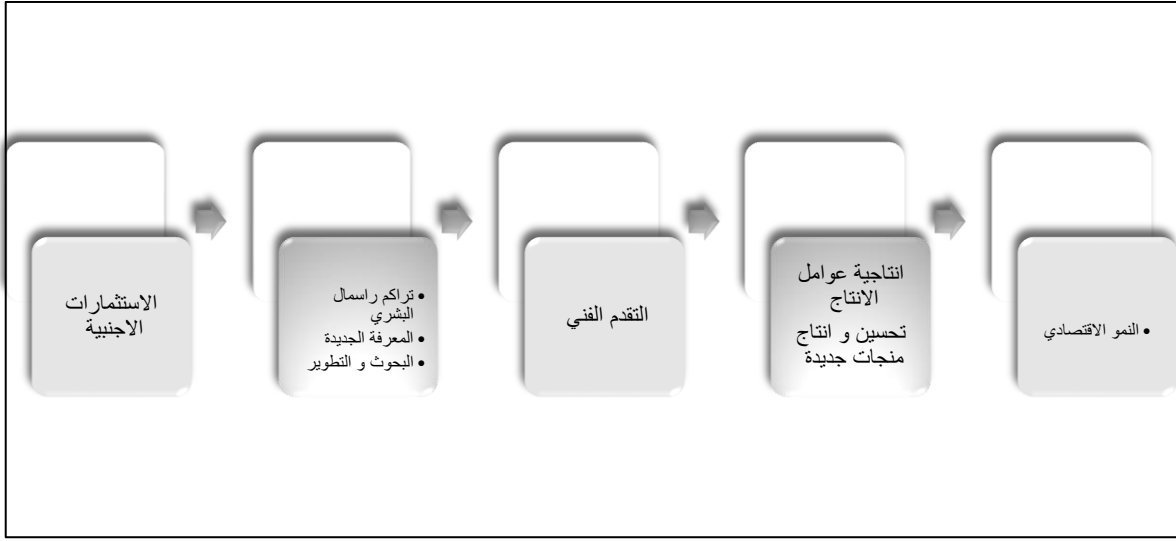 الاستثمارات
الاجنبية
• تراكم راسمال
البشري
• المعرفة الجديدة
• البحوث و التطوير
التقدم الفني
انتاجية عوامل
الانتاج
تحسين و انتاج
منجات جديدة
• النمو الاقتصادي